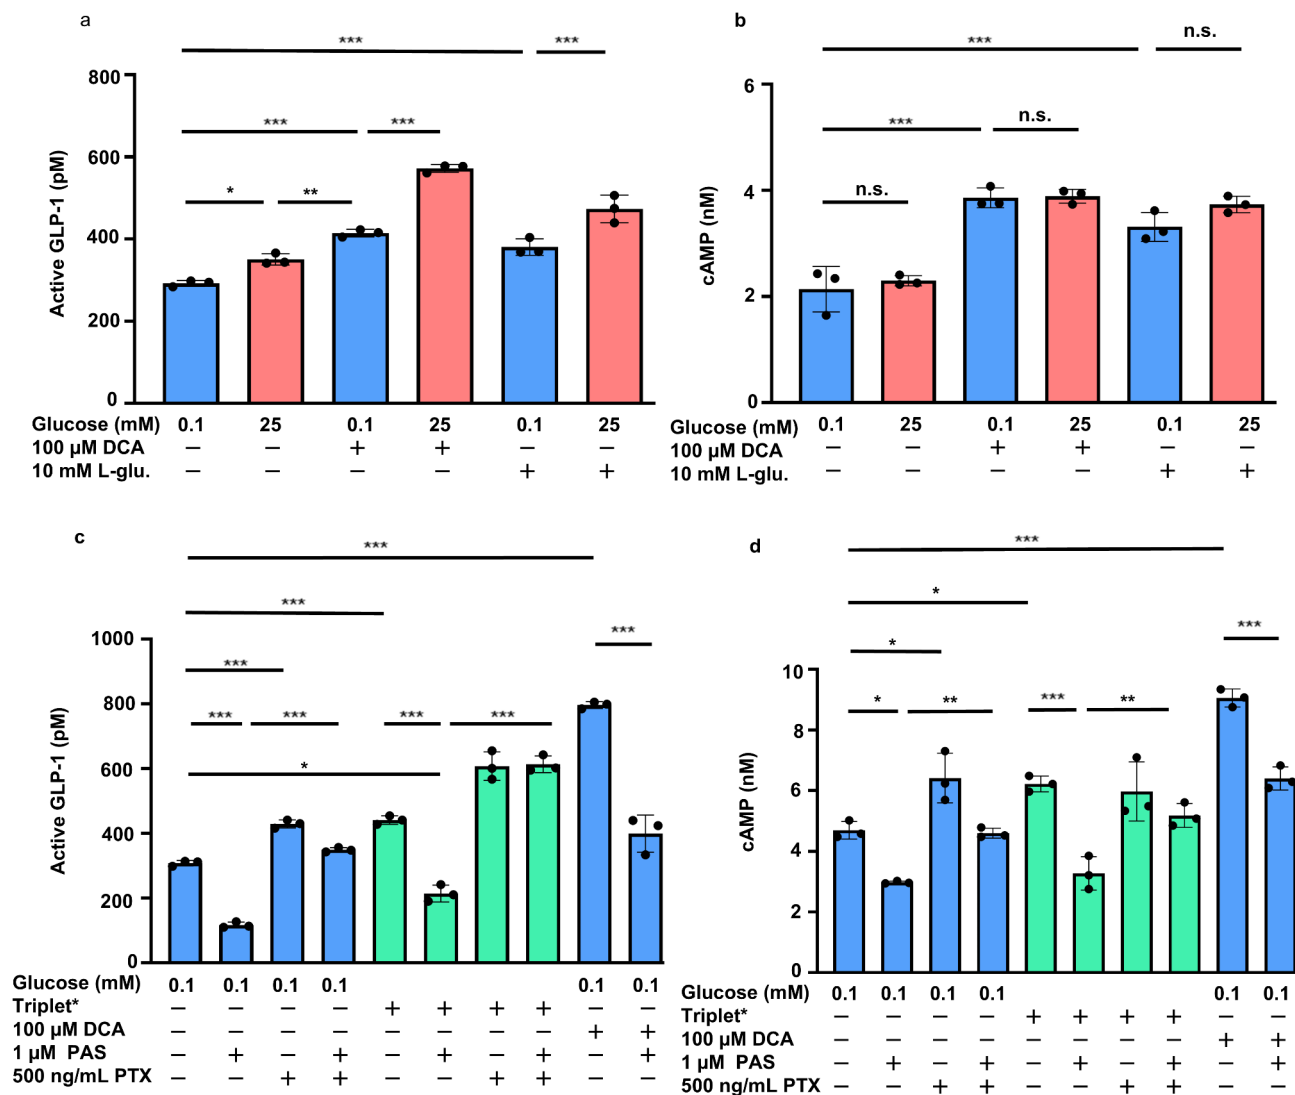 a
***
***
***
***
*
**
800
600
400
200
0
Active GLP-1 (pM)
Glucose (mM) 0.1 25 0.1 25 0.1 25
100 µM DCA – – + + – –
10 mM L-glu. – – – – + +
b
n.s.
***
***
n.s.
n.s.
6
4
2
0
cAMP (nM)
Glucose (mM) 0.1 25 0.1 25 0.1 25
100 µM DCA – – + + – –
10 mM L-glu. – – – – + +
c
***
***
***
***
*** *** *** ***
*
1000
800
600
400
200
0
Active GLP-1 (pM)
Glucose (mM) 0.1 0.1 0.1 0.1 0.1 0.1
Triplet* – – – – + + + + – –
100 µM DCA – – – – – – – – + +
1 µM PAS – + – + – + – + – +
500 ng/mL PTX – – + + – – + + – –
d
***
*
***
*
* ** *** **
10
8
6
4
2
0
cAMP (nM)
Glucose (mM) 0.1 0.1 0.1 0.1 0.1 0.1
Triplet* – – – – + + + + – –
100 µM DCA – – – – – – – – + +
1 µM PAS – + – + – + – + – +
500 ng/mL PTX – – + + – – + + – –